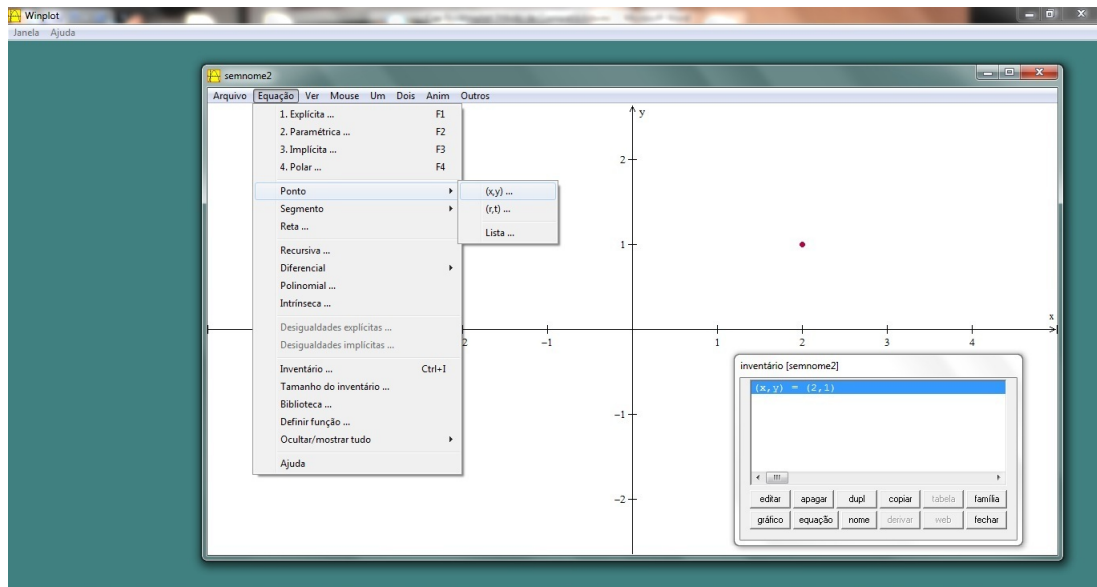 Winplot
Janela Ajuda
semnome2
Arquivo Equação Ver Mouse Um Dois Anim Outros
1. Explícita ... F1
2. Paramétrica ... F2
3. Implícita ... F3
4. Polar ... F4
Ponto
Segmento
Reta ...
Recursiva ...
Diferencial
Polinomial ...
Intrínseca ...
Desigualdades explícitas ...
Desigualdades implícitas ...
Inventário ... Ctrl+I
Tamanho do inventário ...
Biblioteca ...
Definir função ...
Ocultar/mostrar tudo
Ajuda
(x,y) ...
(r,t) ...
Lista ...
y
2
1
x
2 −1 1 2 3 4
−1
−2
inventário [semnome2]
(x,y) = (2,1)
editar apagar dupl copiar tabela família
gráfico equação nome derivar web fechar